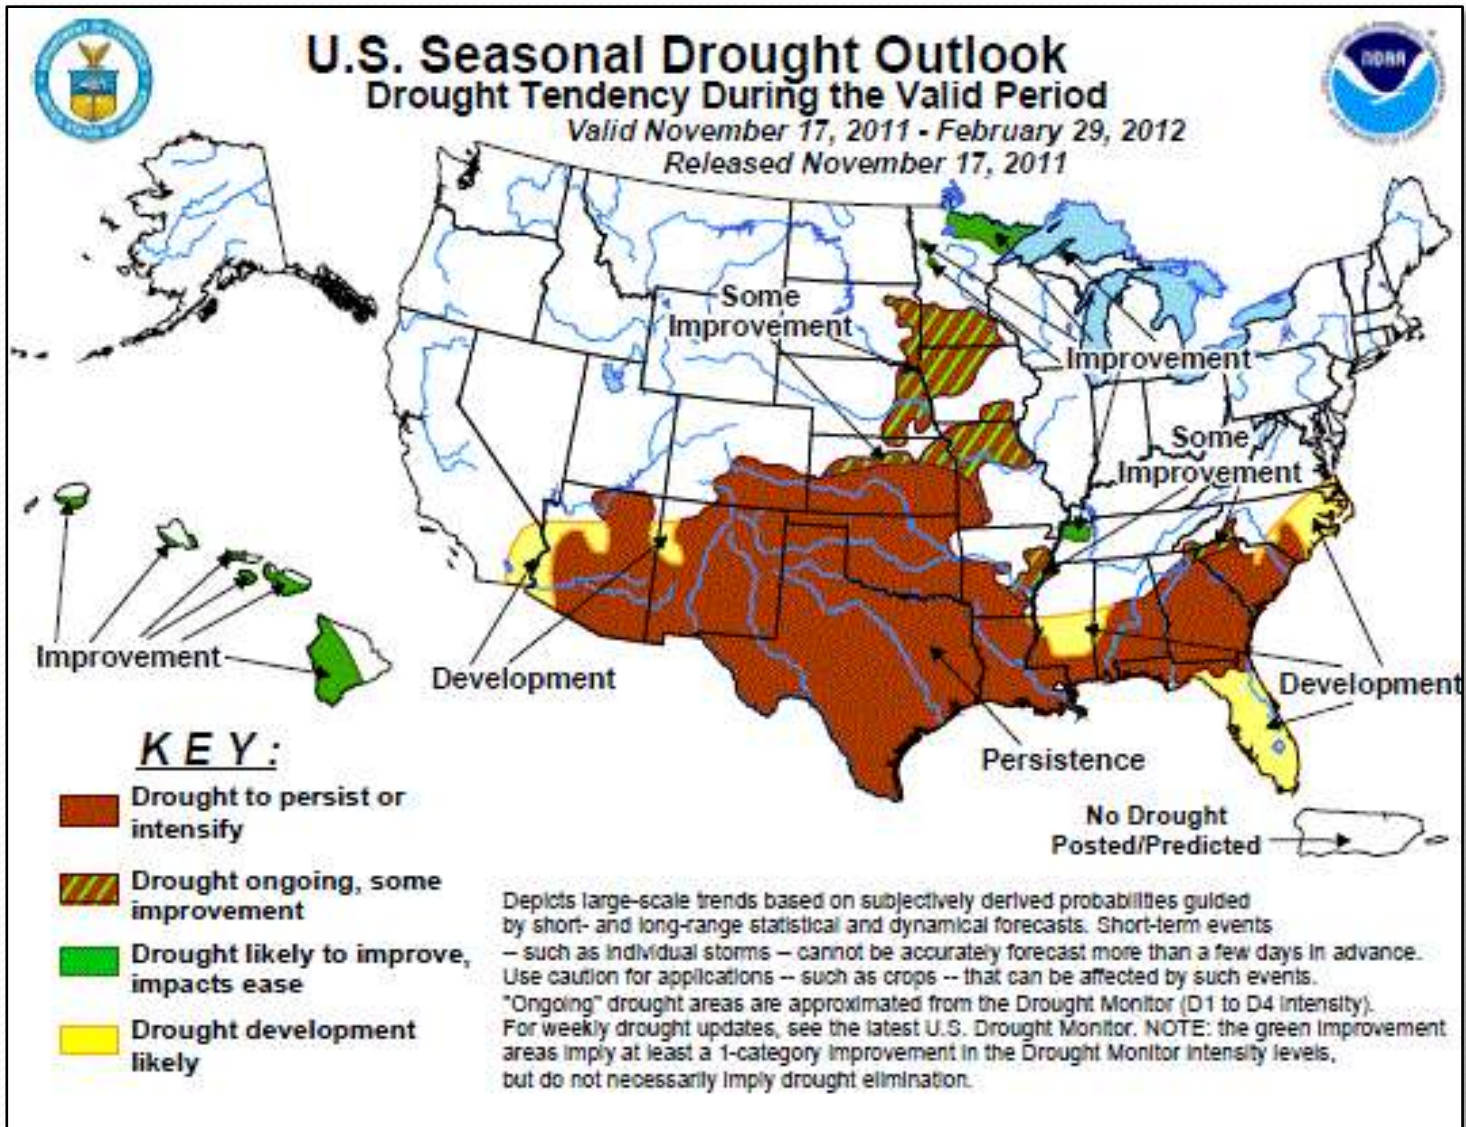 U.S. Seasonal Drought Outlook
Drought Tendency During the Valid Period
Valid November 17, 2011 - February 29, 2012
Released November 17, 2011
NOAA
Some
Improvement
Improvement
Some
Improvement
Improvement
Development
Development
Persistence
No Drought
Posted/Predicted
KEY:
Drought to persist or
intensify
Drought ongoing, some
improvement
Drought likely to improve,
impacts ease
Drought development
likely
Depicts large-scale trends based on subjectively derived probabilities guided
by short- and long-range statistical and dynamical forecasts. Short-term events
-- such as individual storms -- cannot be accurately forecast more than a few days in advance.
Use caution for applications -- such as crops -- that can be affected by such events.
"Ongoing" drought areas are approximated from the Drought Monitor (D1 to D4 intensity).
For weekly drought updates, see the latest U.S. Drought Monitor. NOTE: the green improvement
areas imply at least a 1-category improvement in the Drought Monitor intensity levels,
but do not necessarily imply drought elimination.